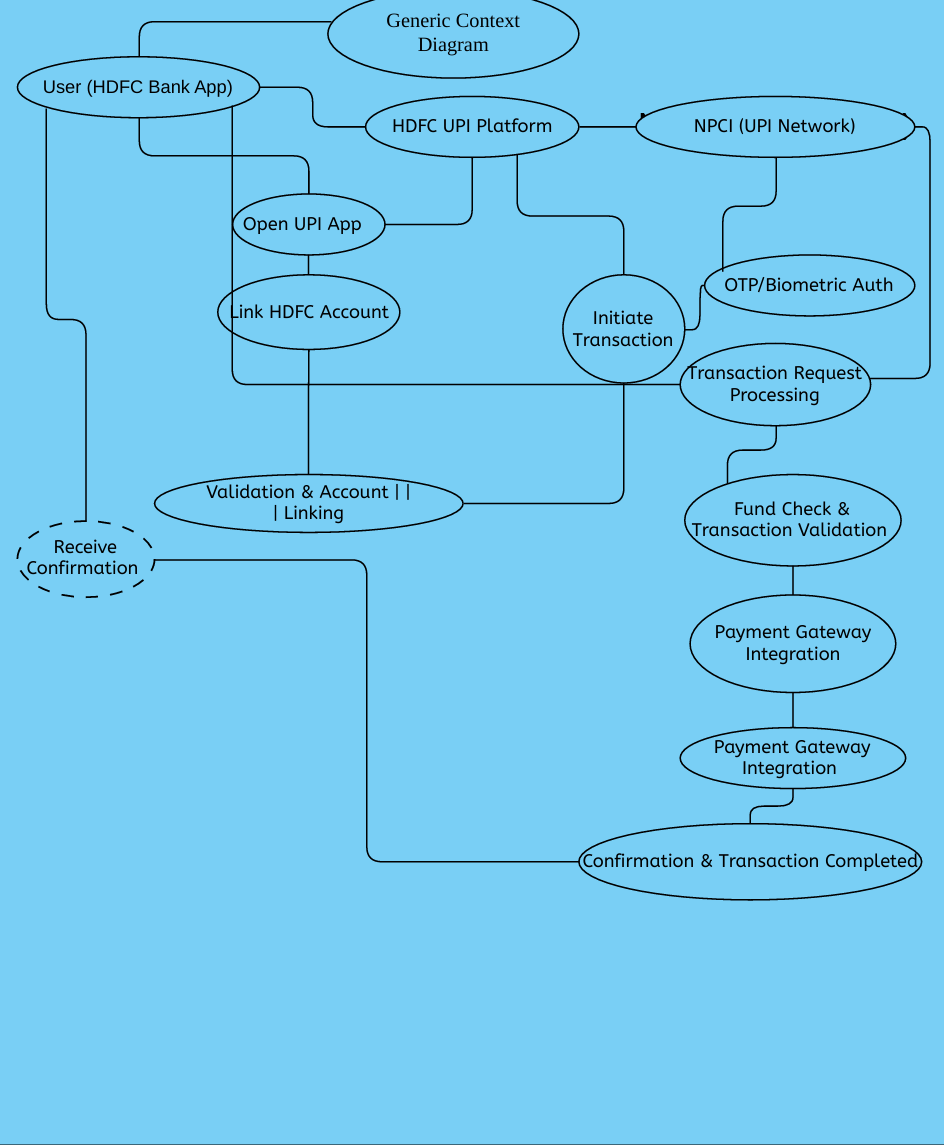 Generic Context
Diagram
User (HDFC Bank App)
HDFC UPI Platform
NPCI (UPI Network)
Open UPI App
OTP/Biometric Auth
Link HDFC Account
Initiate
Transaction
Transaction Request
Processing
Validation & Account | |
| Linking
Fund Check &
Transaction Validation
Receive
Confirmation
Payment Gateway
Integration
Payment Gateway
Integration
Confirmation & Transaction Completed